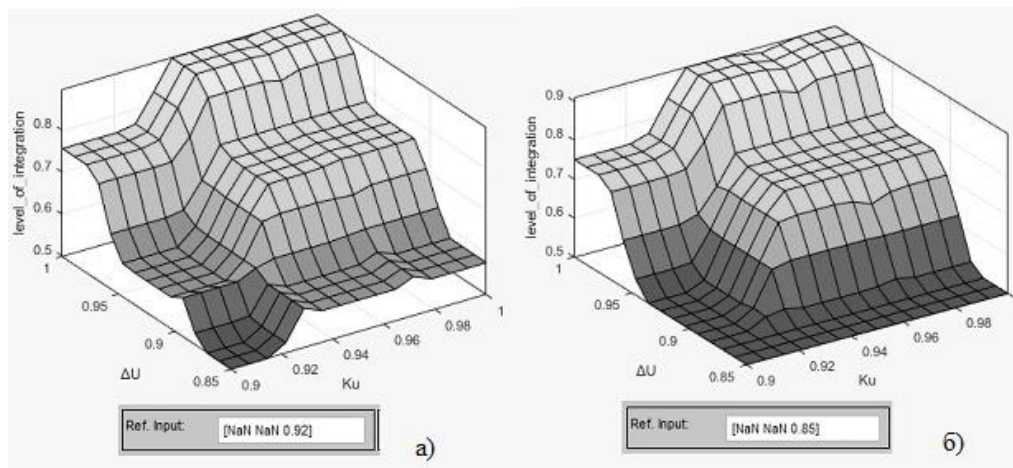 0.8
0.7
0.6
0.5
level_of_integration
1
0.95
0.9
0.85
ΔU
0.9
0.92
0.94
0.96
0.98
1
Ku
Ref. Input:
[NaN NaN 0.92]
а)
0.9
0.8
0.7
0.6
0.5
level_of_integration
1
0.95
0.9
0.85
ΔU
0.9
0.92
0.94
0.96
0.98
1
Ku
Ref. Input:
[NaN NaN 0.85]
б)